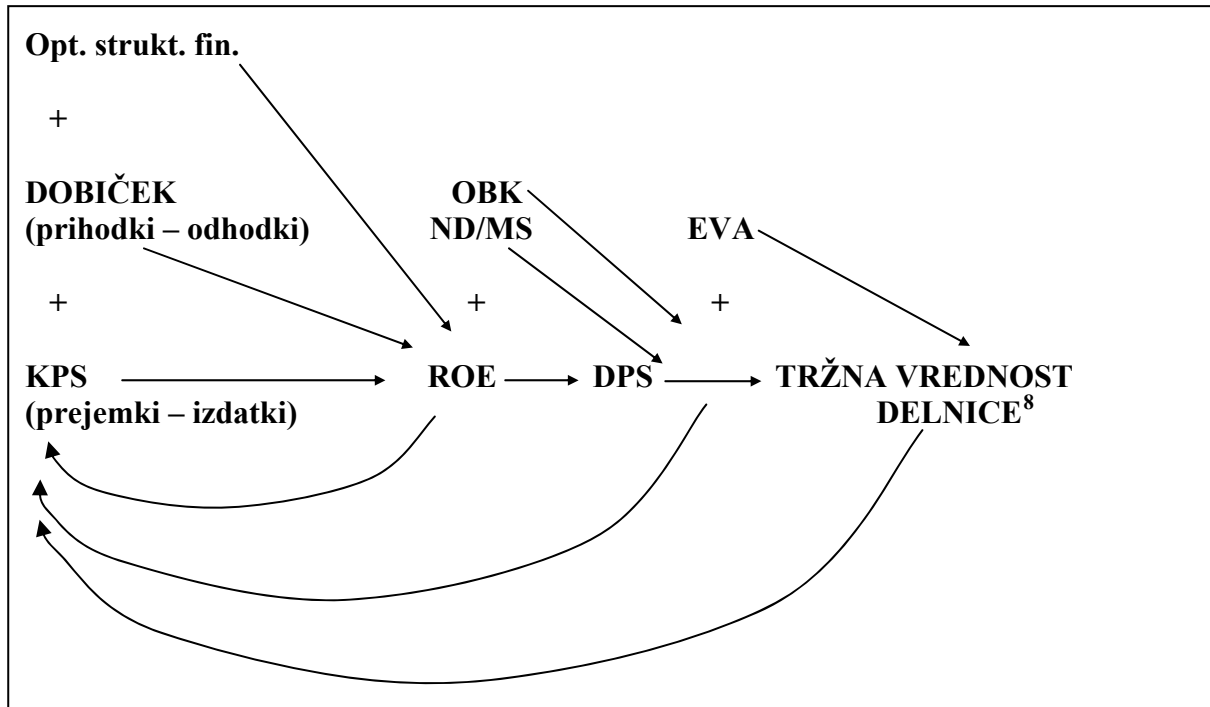 Opt. strukt. fin.
+
DOBIČEK
(prihodki – odhodki)
OBK
ND/MS
EVA
+
+
+
KPS
(prejemki – izdatki)
ROE
DPS
TRŽNA VREDNOST
DELNICE⁸